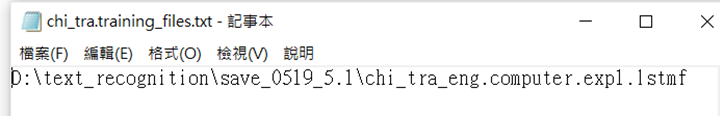 chi_tra.training_files.txt - 記事本
檔案(F) 編輯(E) 格式(O) 檢視(V) 說明
D:\text_recognition\save_0519_5.1\chi_tra_eng.computer.exp1.lstmf